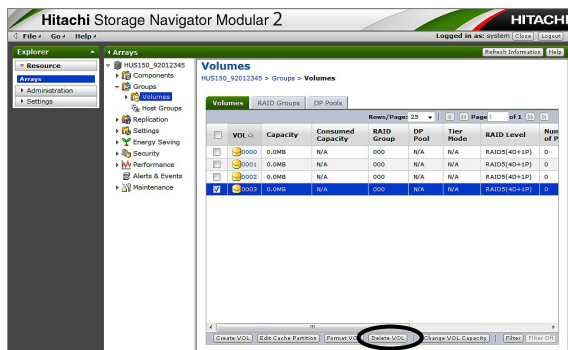 Hitachi Storage Navigator Modular 2
HITACHI
File Go Help
Logged in as: system Close Logout
Explorer
Arrays
Refresh Information Help
Resource
Arrays
Administration
Settings
HUS150_92012345
Components
Groups
Volumes
Host Groups
Replication
Settings
Energy Saving
Security
Performance
Alerts & Events
Maintenance
Volumes
HUS150_92012345 > Groups > Volumes
Volumes RAID Groups DP Pools
Rows/Page: 25 Page 1 of 1
VOL Capacity Consumed Capacity RAID Group DP Pool Tier Mode RAID Level Num of P
0000 0.0MB N/A 000 N/A N/A RAID5(4D+1P) 0
0001 0.0MB N/A 000 N/A N/A RAID5(4D+1P) 0
0002 0.0MB N/A 000 N/A N/A RAID5(4D+1P) 0
0003 0.0MB N/A 000 N/A N/A RAID5(4D+1P) 0
Create VOL Edit Cache Partition Format VOL Delete VOL Change VOL Capacity Filter Filter Off